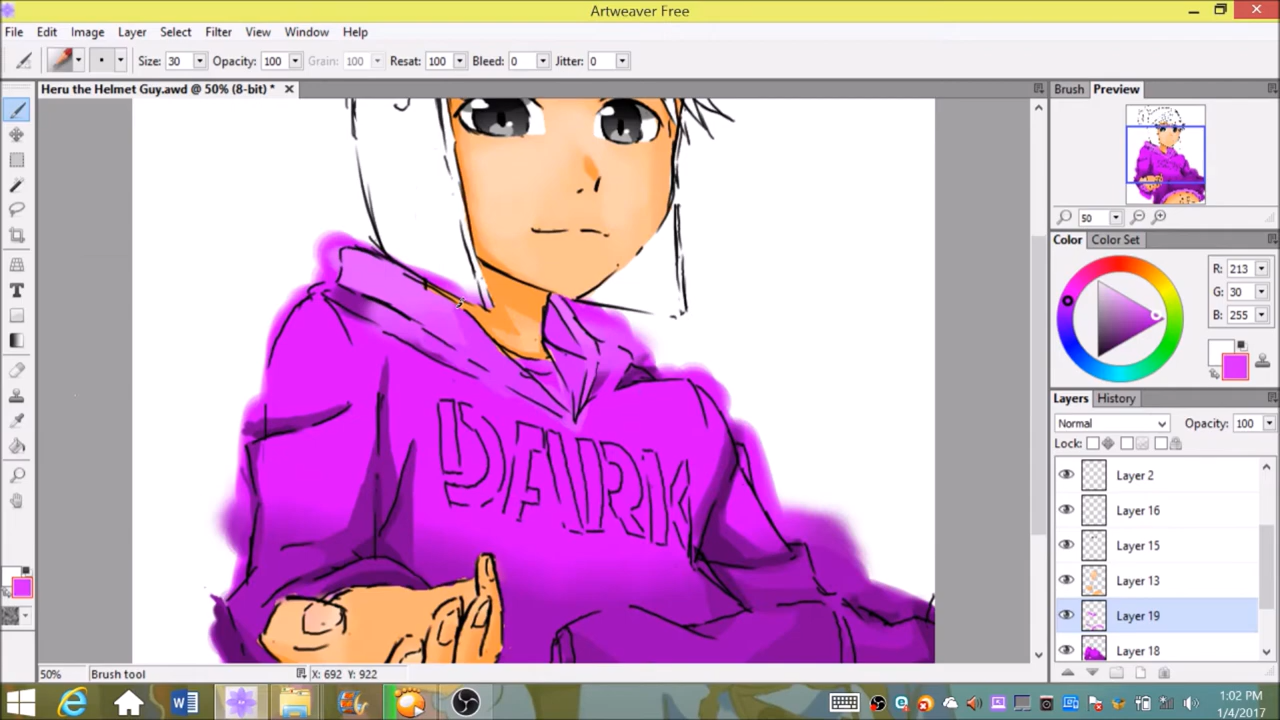 Artweaver Free
File Edit Image Layer Select Filter View Window Help
Size: 30 Opacity: 100 Grain: 100 Resat: 100 Bleed: 0 Jitter: 0
Heru the Helmet Guy.awd @ 50% (8-bit) *
Brush Preview
50
Color Color Set
R: 213
G: 30
B: 255
DARK
Layers History
Normal Opacity: 100
Lock:
Layer 2
Layer 16
Layer 15
Layer 13
Layer 19
Layer 18
50% Brush tool X: 692 Y: 922
1:02 PM
1/4/2017